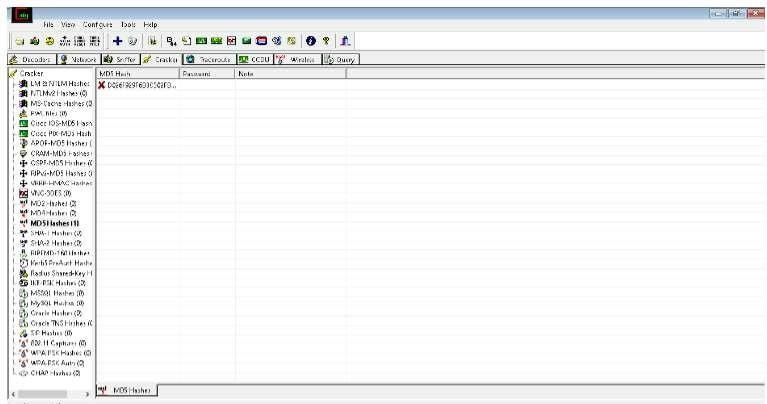 File View Configure Tools Help
Decoders Network Sniffer Cracker Traceroute CCDU Wireless Query
Cracker
LM & NTLM Hashes
NTLMv2 Hashes (0)
MS-Cache Hashes (0
PWL files (0)
Cisco IOS-MD5 Hash
Cisco PIX-MD5 Hash
APOP-MD5 Hashes (
CRAM-MD5 Hashes
OSPF-MD5 Hashes (0
RIPv2-MD5 Hashes (0
VRRP-HMAC Hashes
VNC-3DES (0)
MD2 Hashes (0)
MD4 Hashes (0)
MD5 Hashes (1)
SHA-1 Hashes (0)
SHA-2 Hashes (0)
RIPEMD-160 Hashes
Kerb5 PreAuth Hashe
Radius Shared-Key H
IKE-PSK Hashes (0)
MSSQL Hashes (0)
MySQL Hashes (0)
Oracle Hashes (0)
Oracle TNS Hashes (0
SIP Hashes (0)
802.11 Captures (0)
WPA-PSK Hashes (0)
WPA-PSK Auth (0)
CHAP Hashes (0)
MD5 Hash Password Note
MD5 Hashes